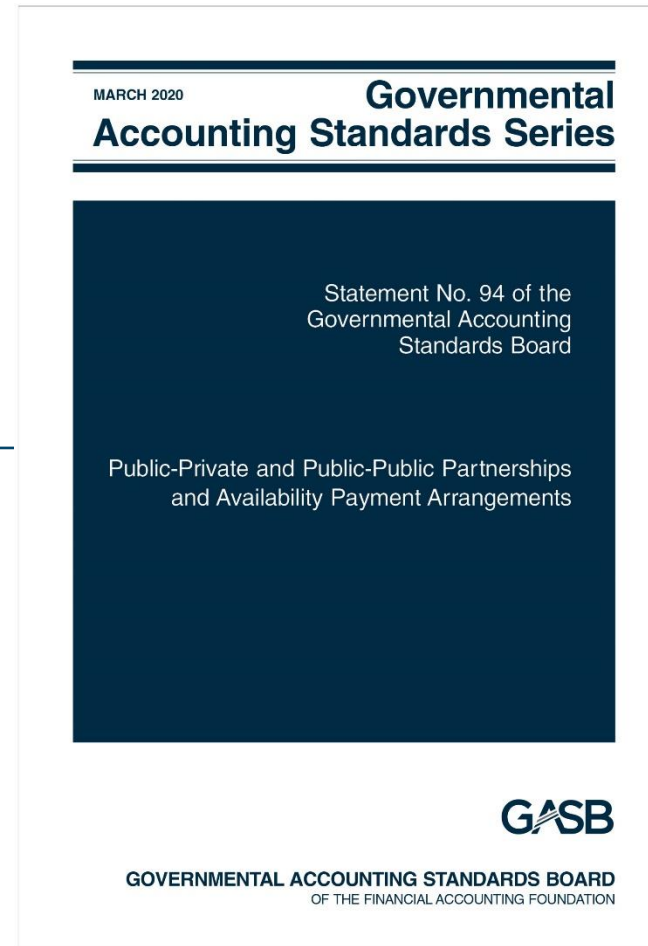 MARCH 2020
Governmental
Accounting Standards Series
Statement No. 94 of the
Governmental Accounting
Standards Board
Public-Private and Public-Public Partnerships
and Availability Payment Arrangements
GASB
GOVERNMENTAL ACCOUNTING STANDARDS BOARD
OF THE FINANCIAL ACCOUNTING FOUNDATION